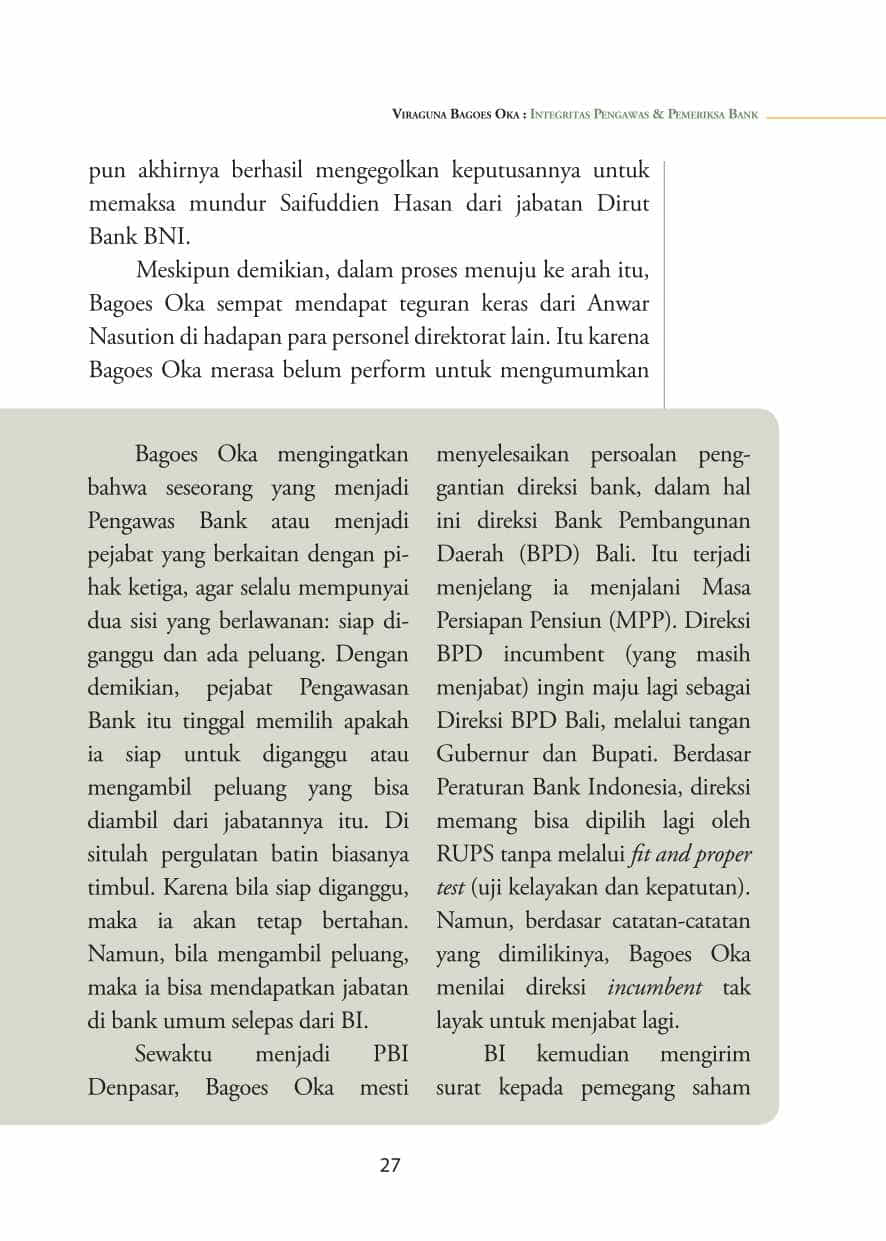 Viraguna Bagoes Oka : Integritas Pengawas & Pemeriksa Bank
pun akhirnya berhasil mengegolkan keputusannya untuk
memaksa mundur Saifuddien Hasan dari jabatan Dirut
Bank BNI.
Meskipun demikian, dalam proses menuju ke arah itu,
Bagoes Oka sempat mendapat teguran keras dari Anwar
Nasution di hadapan para personel direktorat lain. Itu karena
Bagoes Oka merasa belum perform untuk mengumumkan
Bagoes Oka mengingatkan
bahwa seseorang yang menjadi
Pengawas Bank atau menjadi
pejabat yang berkaitan dengan pi-
hak ketiga, agar selalu mempunyai
dua sisi yang berlawanan: siap di-
ganggu dan ada peluang. Dengan
demikian, pejabat Pengawasan
Bank itu tinggal memilih apakah
ia siap untuk diganggu atau
mengambil peluang yang bisa
diambil dari jabatannya itu. Di
situlah pergulatan batin biasanya
timbul. Karena bila siap diganggu,
maka ia akan tetap bertahan.
Namun, bila mengambil peluang,
maka ia bisa mendapatkan jabatan
di bank umum selepas dari BI.
Sewaktu menjadi PBI
Denpasar, Bagoes Oka mesti
menyelesaikan persoalan peng-
gantian direksi bank, dalam hal
ini direksi Bank Pembangunan
Daerah (BPD) Bali. Itu terjadi
menjelang ia menjalani Masa
Persiapan Pensiun (MPP). Direksi
BPD incumbent (yang masih
menjabat) ingin maju lagi sebagai
Direksi BPD Bali, melalui tangan
Gubernur dan Bupati. Berdasar
Peraturan Bank Indonesia, direksi
memang bisa dipilih lagi oleh
RUPS tanpa melalui fit and proper
test (uji kelayakan dan kepatutan).
Namun, berdasar catatan-catatan
yang dimilikinya, Bagoes Oka
menilai direksi incumbent tak
layak untuk menjabat lagi.
BI kemudian mengirim
surat kepada pemegang saham
27